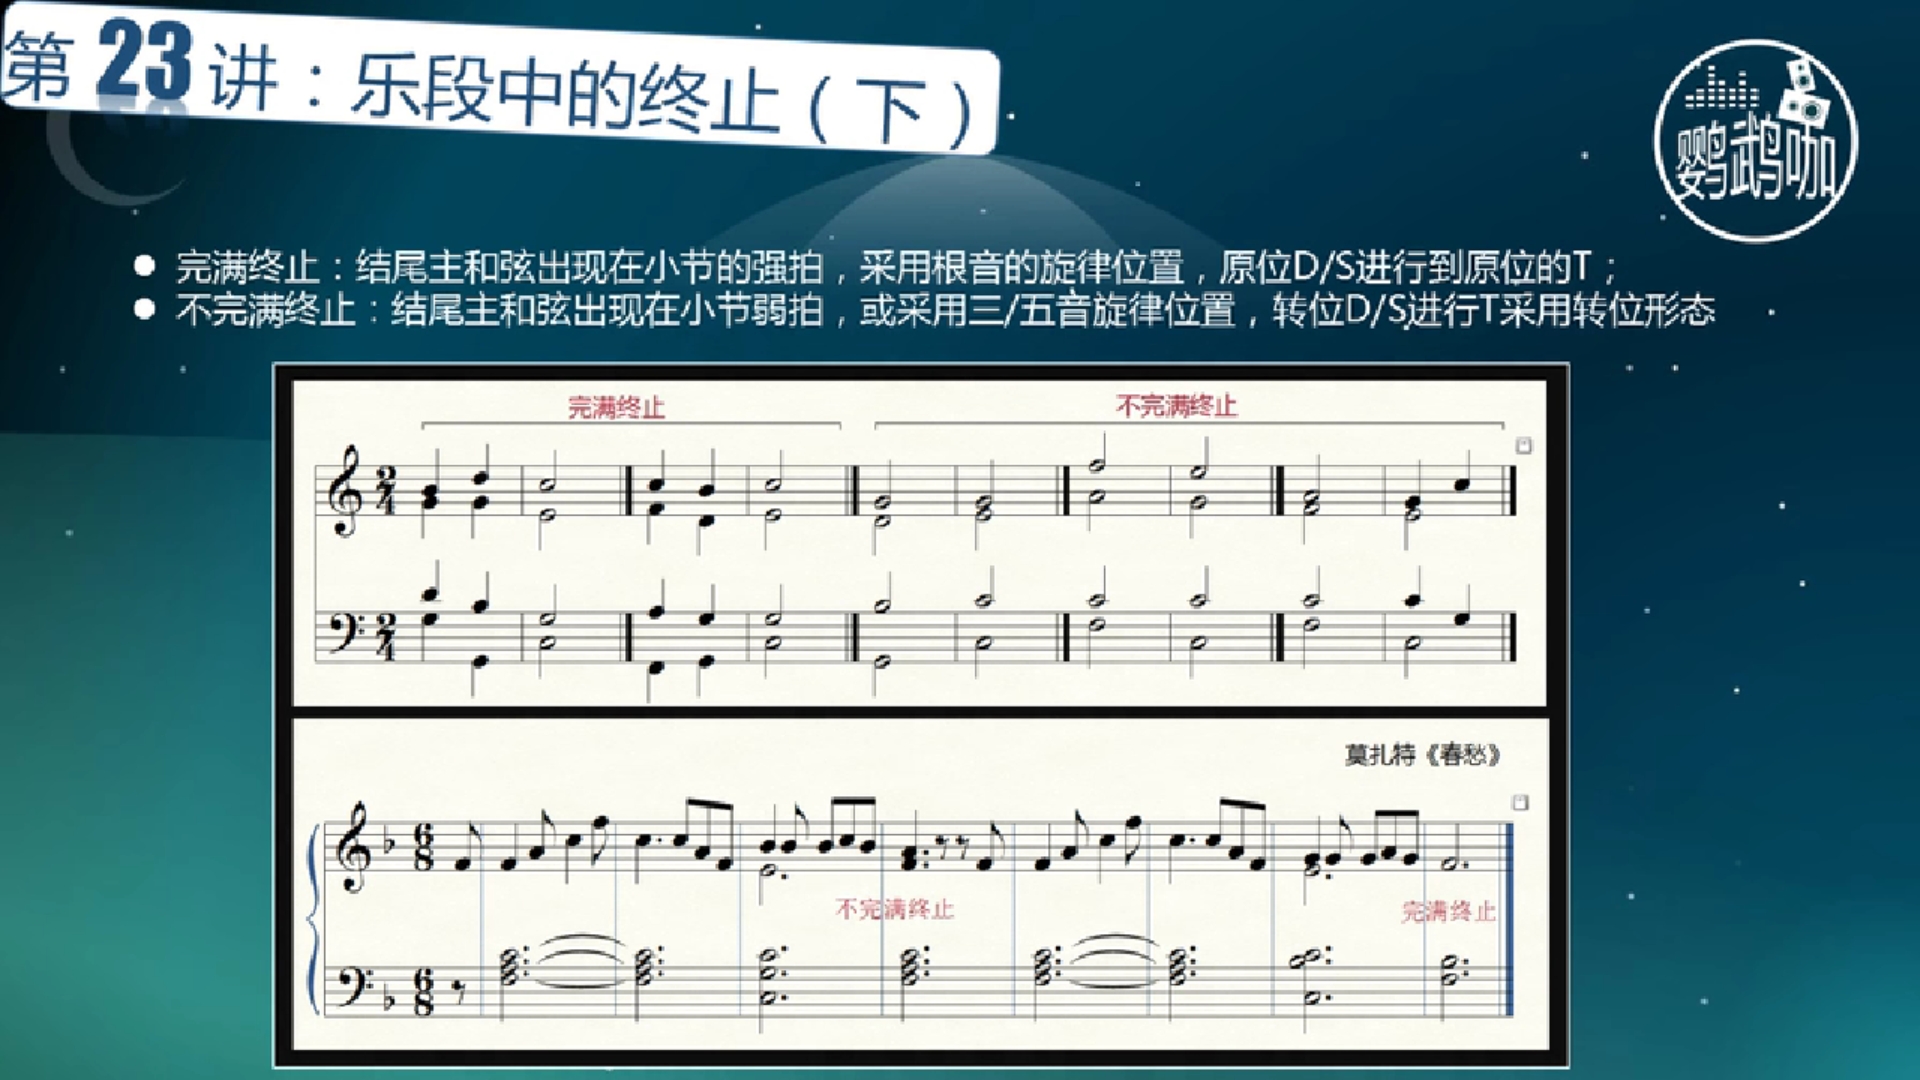 第23讲：乐段中的终止（下）
鹦鹉咖
● 完满终止：结尾主和弦出现在小节的强拍，采用根音的旋律位置，原位D/S进行到原位的T；
● 不完满终止：结尾主和弦出现在小节弱拍，或采用三/五音旋律位置，转位D/S进行T采用转位形态
完满终止 不完满终止
2 4
2 4
莫扎特《春愁》
6 8
不完满终止 完满终止
6 8